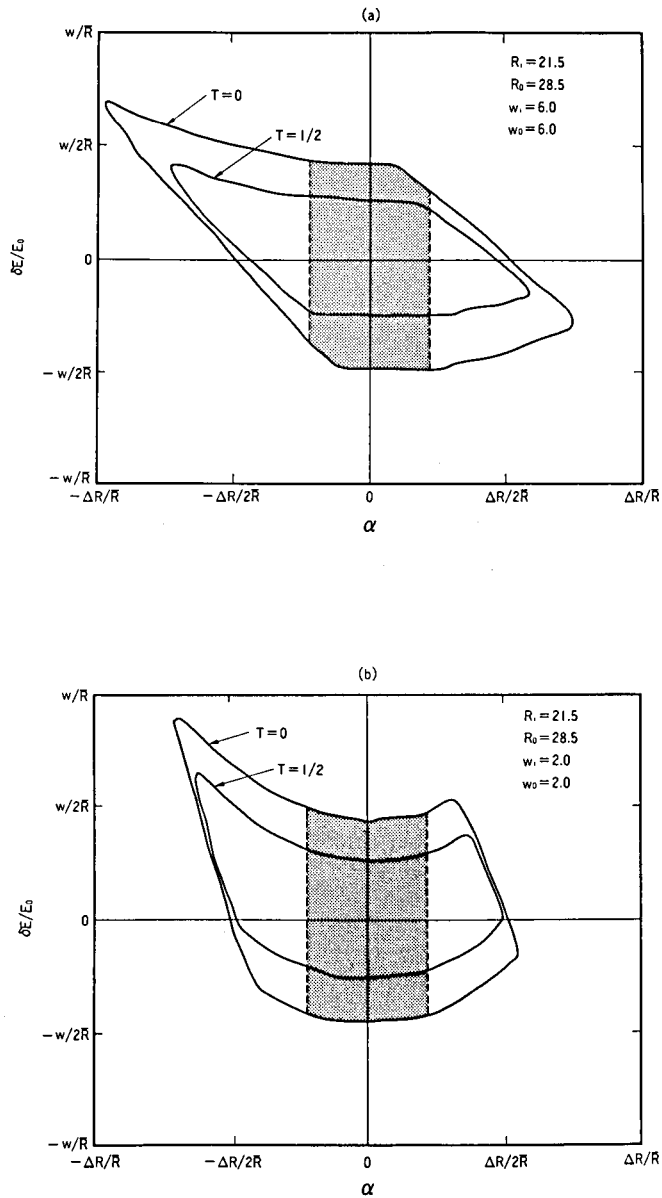 (a)
w/R̅
R₁=21.5
R₀=28.5
w₁=6.0
w₀=6.0
T=0
w/2R̅
T=1/2
δE/E₀
0
−w/2R̅
−w/R̅
−ΔR/R̅
−ΔR/2R̅
0
ΔR/2R̅
ΔR/R̅
α
(b)
w/R̅
R₁=21.5
R₀=28.5
w₁=2.0
w₀=2.0
T=0
T=1/2
w/2R̅
δE/E₀
0
−w/2R̅
−w/R̅
−ΔR/R̅
−ΔR/2R̅
0
ΔR/2R̅
ΔR/R̅
α